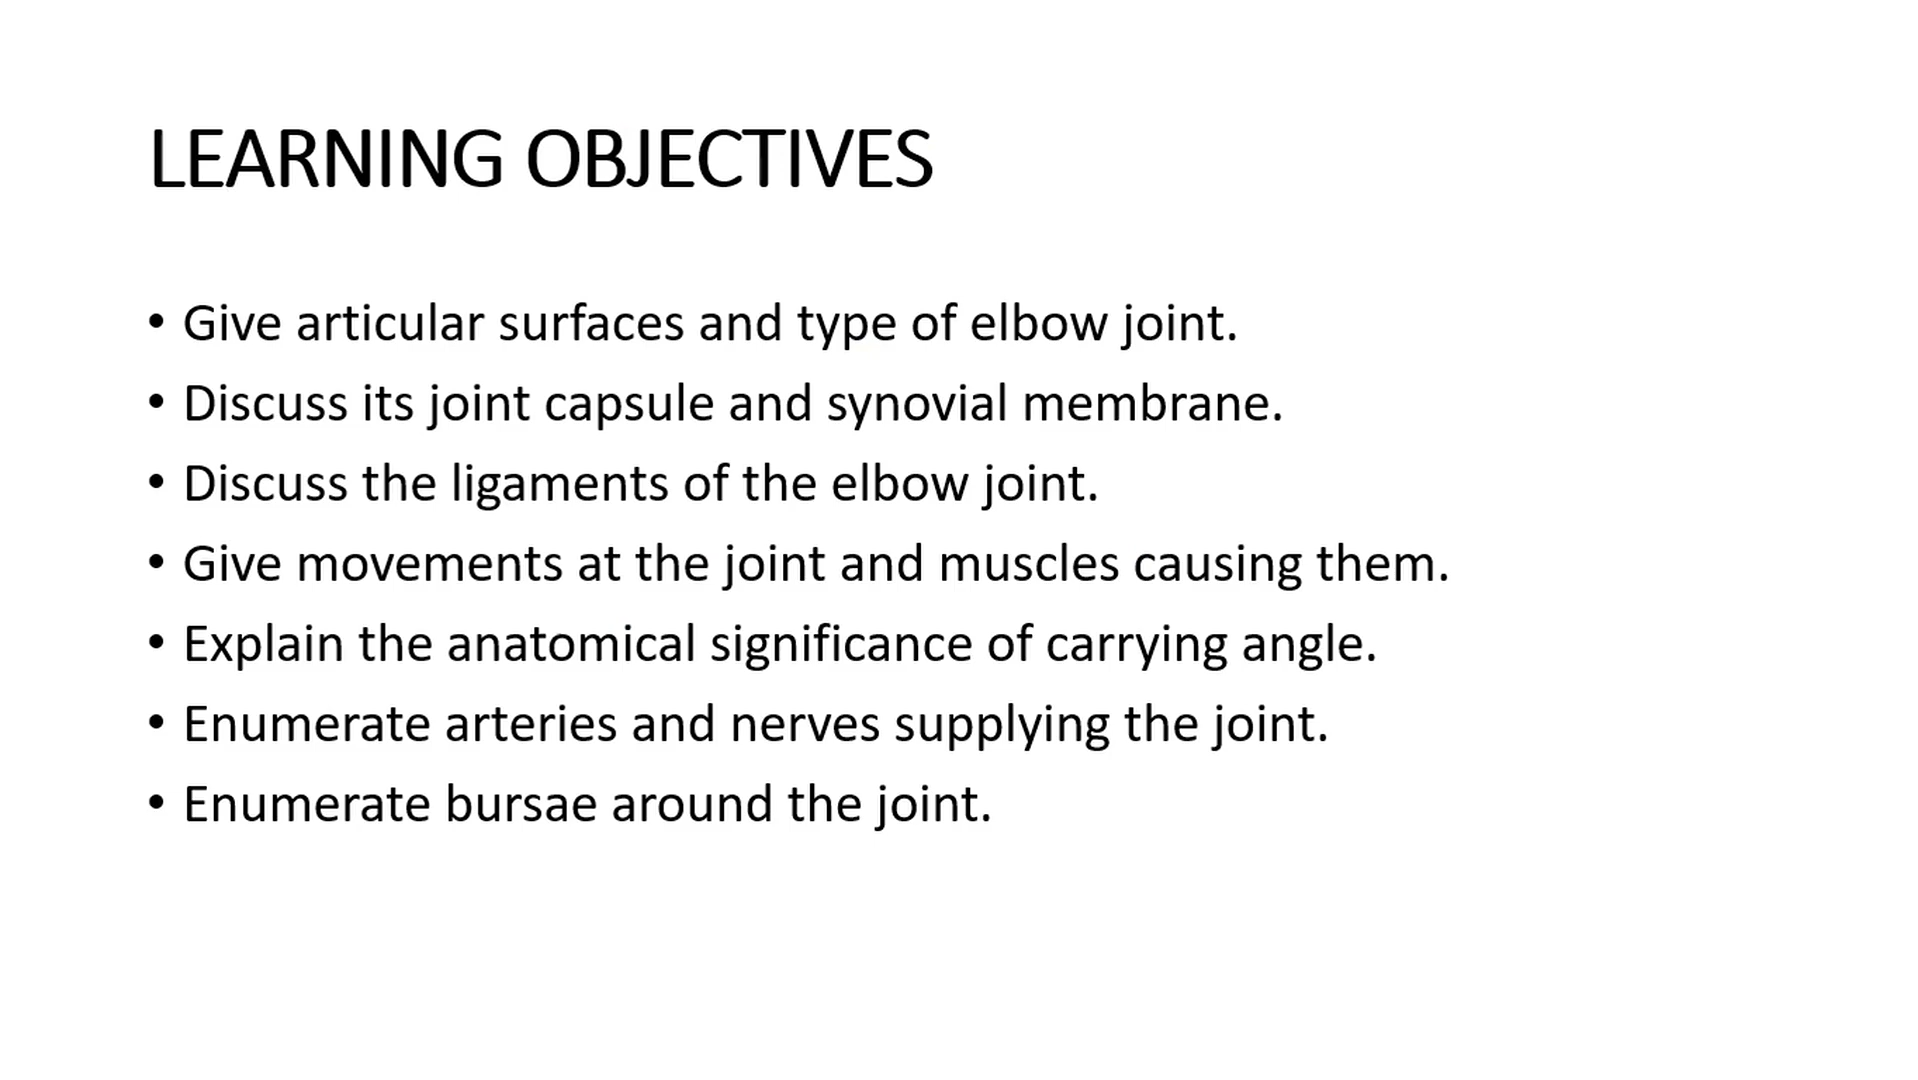 LEARNING OBJECTIVES
• Give articular surfaces and type of elbow joint.
• Discuss its joint capsule and synovial membrane.
• Discuss the ligaments of the elbow joint.
• Give movements at the joint and muscles causing them.
• Explain the anatomical significance of carrying angle.
• Enumerate arteries and nerves supplying the joint.
• Enumerate bursae around the joint.